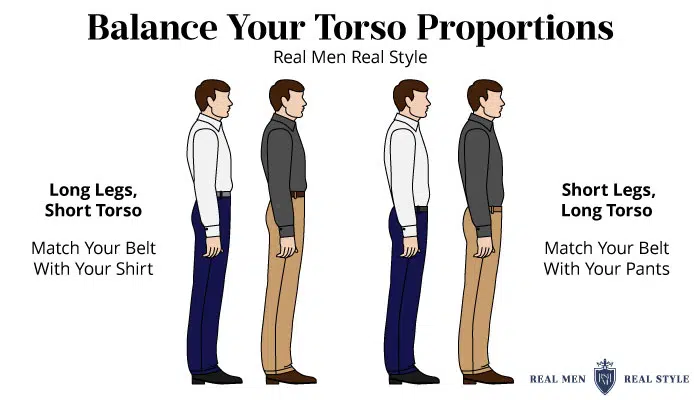 Balance Your Torso Proportions
Real Men Real Style
Long Legs,
Short Torso
Match Your Belt
With Your Shirt
Short Legs,
Long Torso
Match Your Belt
With Your Pants
REAL MEN REAL STYLE